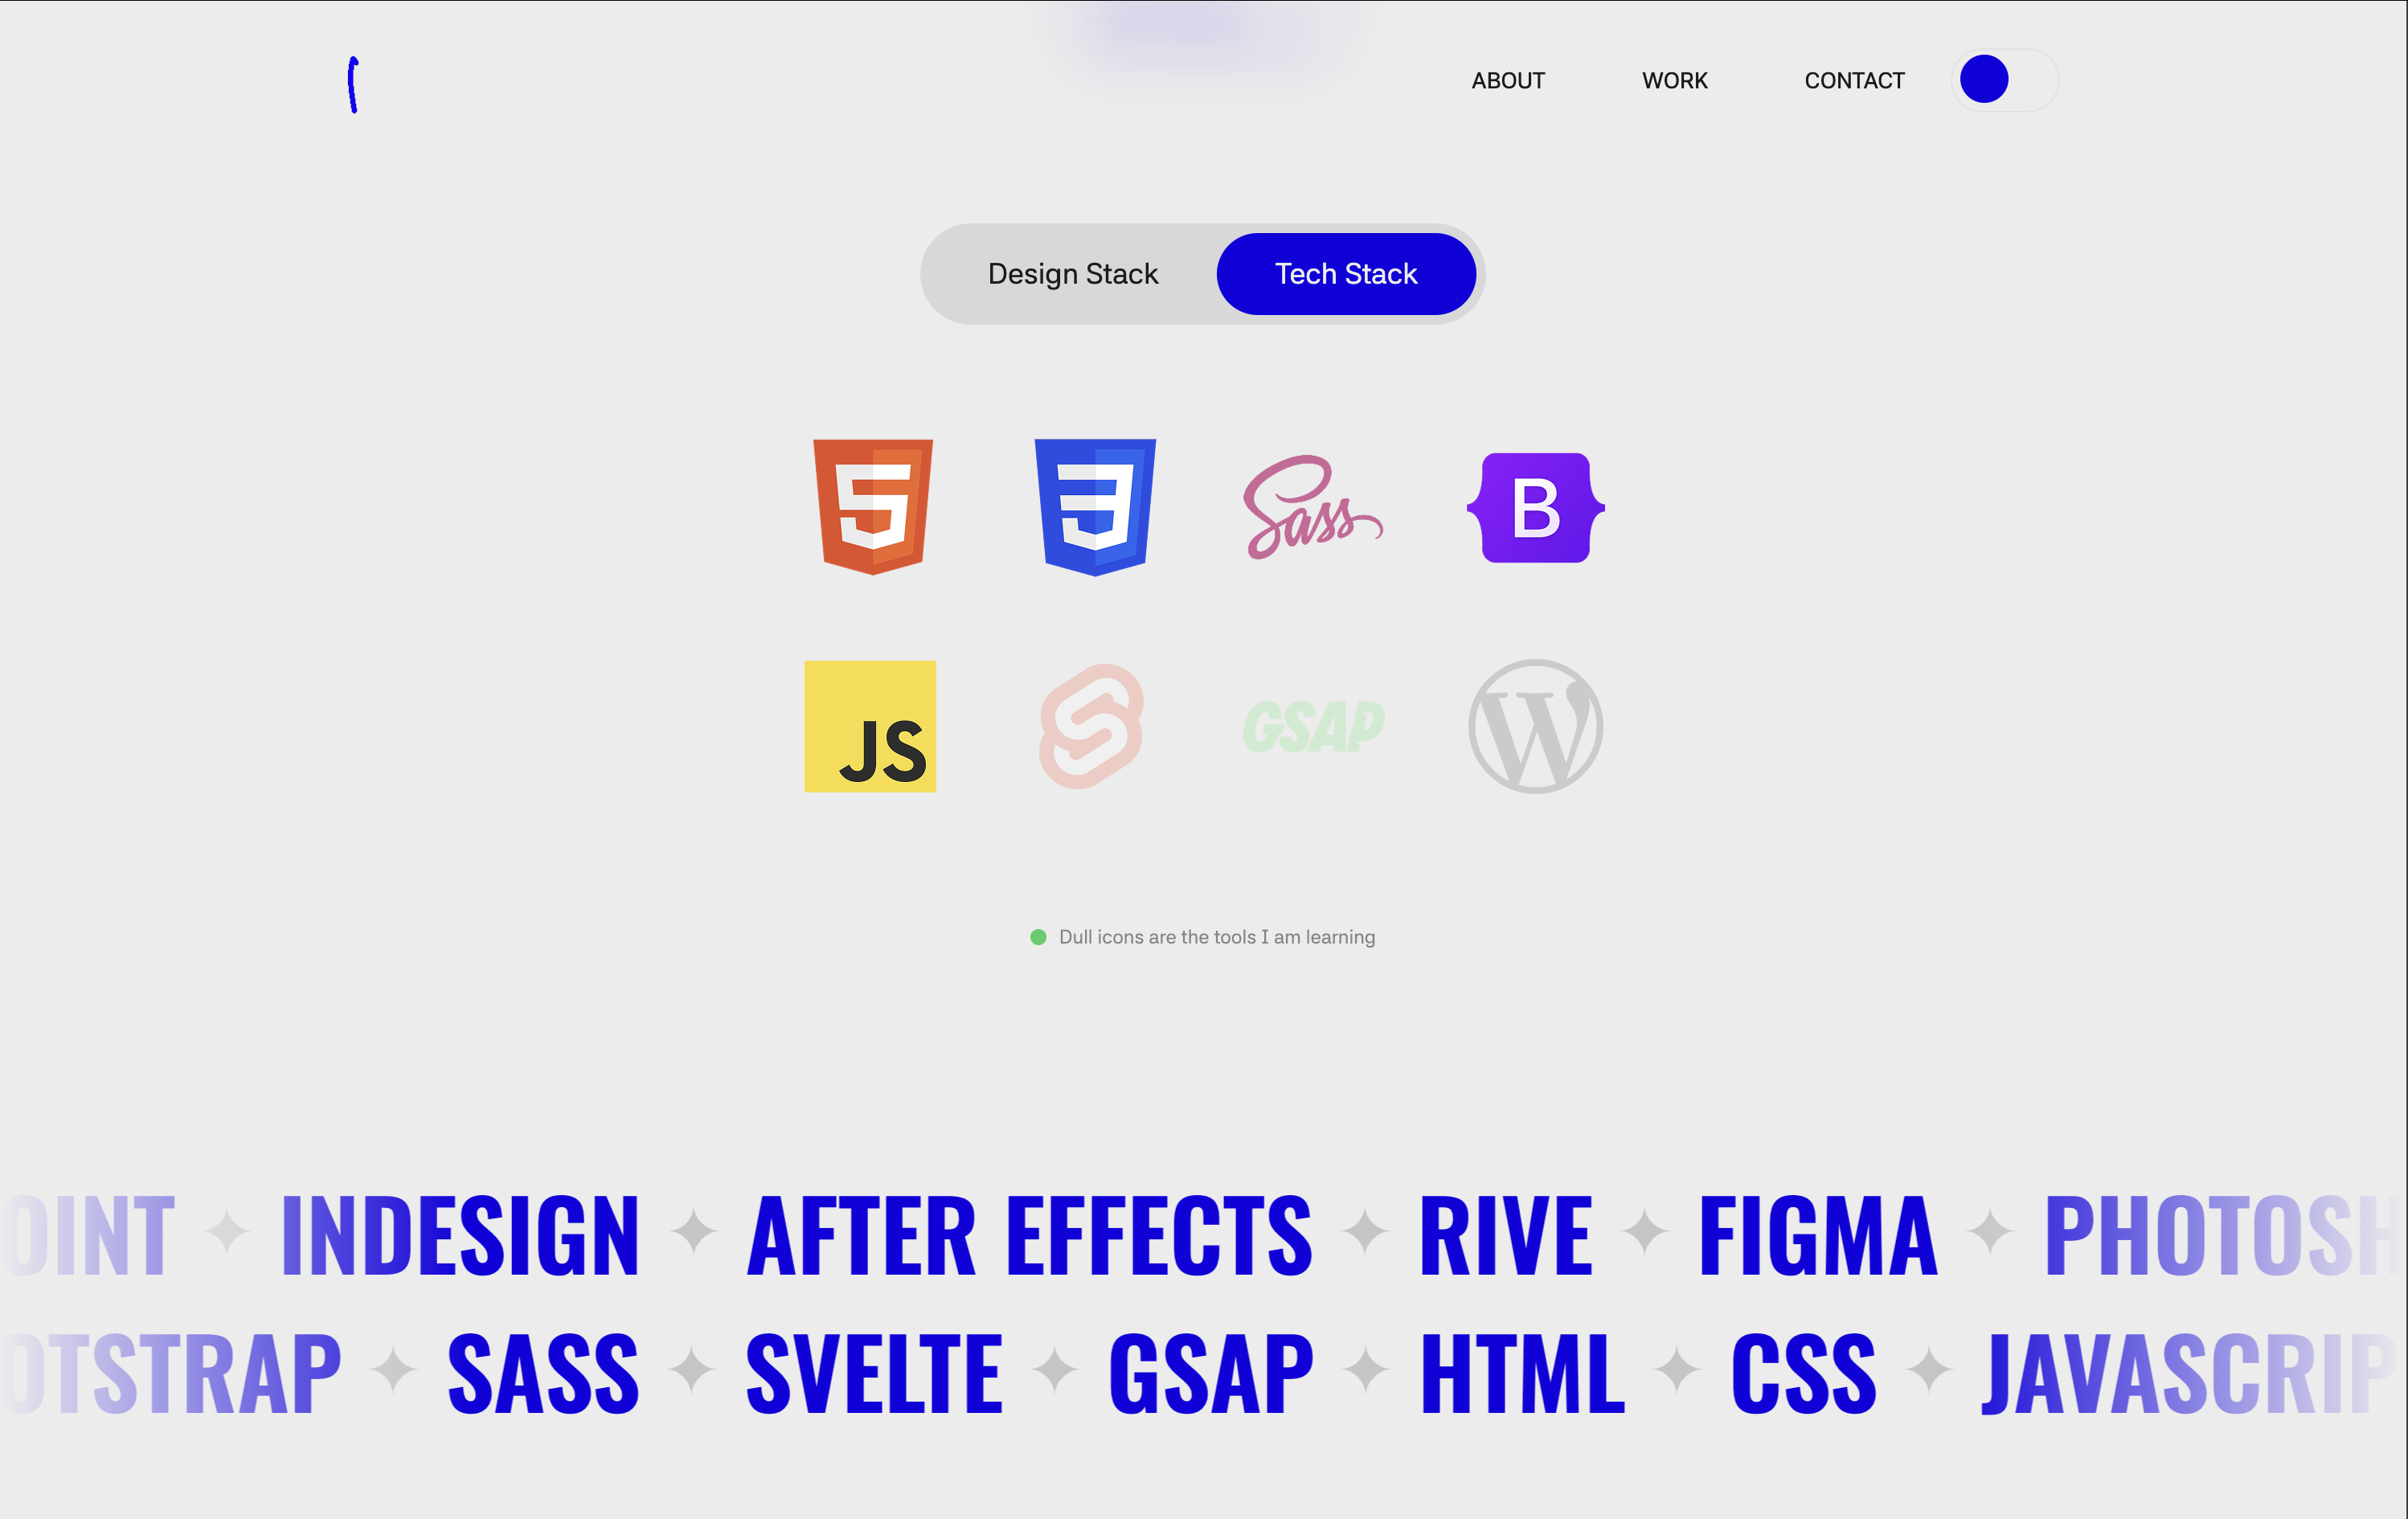 ABOUT WORK CONTACT
Design Stack Tech Stack
5 3 Sass B
JS GSAP W
Dull icons are the tools I am learning
OINT INDESIGN AFTER EFFECTS RIVE FIGMA PHOTOSH
OTSTRAP SASS SVELTE GSAP HTML CSS JAVASCRIP